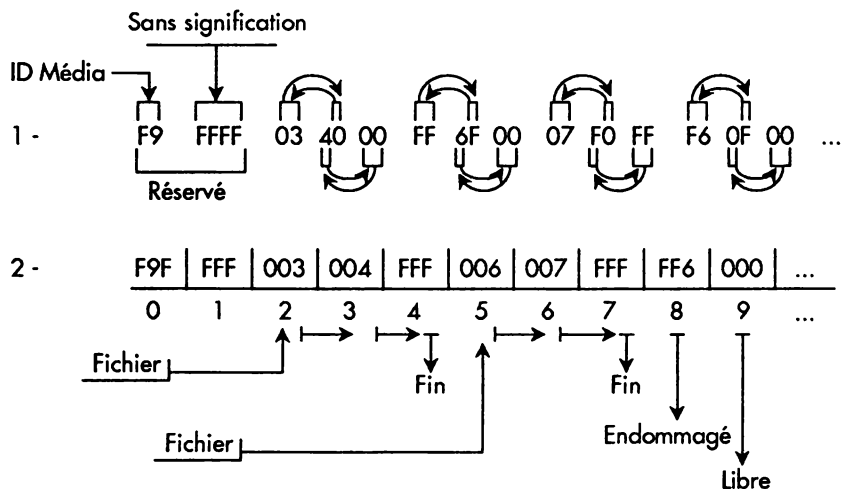 Sans signification
ID Média
1 - F9 FFFF 03 40 00 FF 6F 00 07 F0 FF F6 0F 00 ...
Réservé
2 - F9F FFF 003 004 FFF 006 007 FFF FF6 000 ...
0 1 2 3 4 5 6 7 8 9 ...
Fichier Fin Fin
Fichier Endommagé
Libre